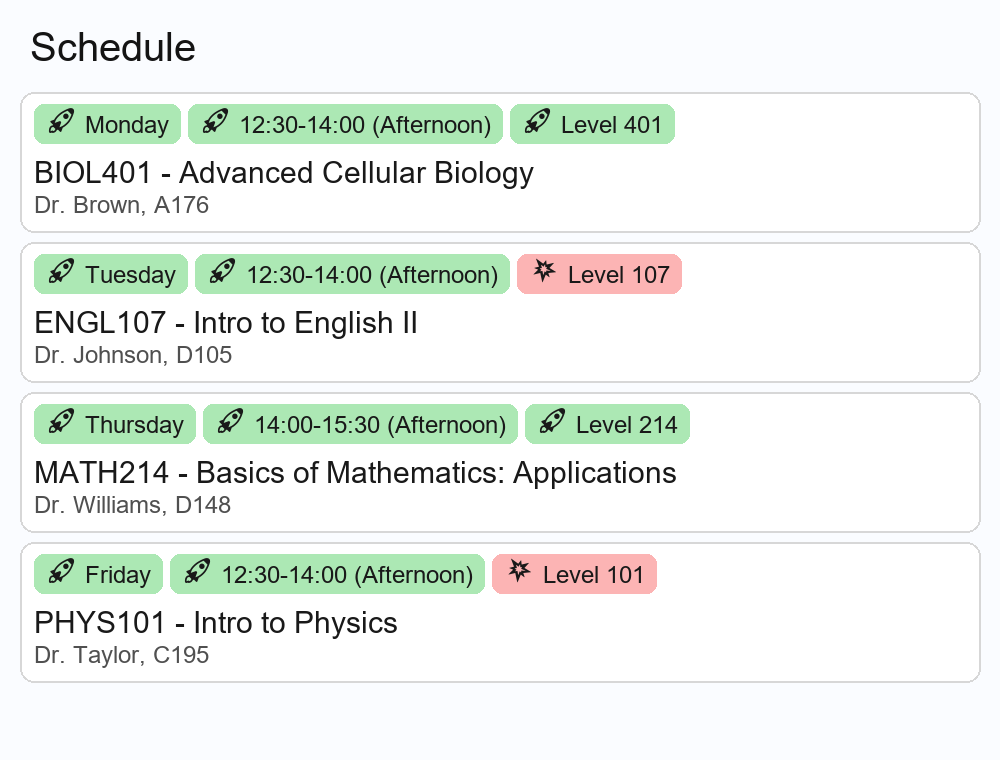 Schedule
Monday 12:30-14:00 (Afternoon) Level 401
BIOL401 - Advanced Cellular Biology
Dr. Brown, A176
Tuesday 12:30-14:00 (Afternoon) Level 107
ENGL107 - Intro to English II
Dr. Johnson, D105
Thursday 14:00-15:30 (Afternoon) Level 214
MATH214 - Basics of Mathematics: Applications
Dr. Williams, D148
Friday 12:30-14:00 (Afternoon) Level 101
PHYS101 - Intro to Physics
Dr. Taylor, C195